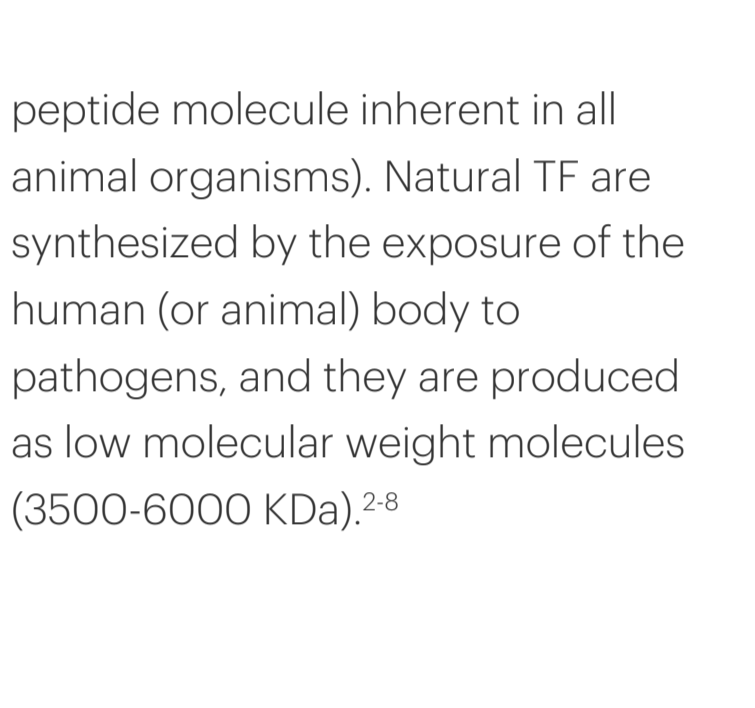 peptide molecule inherent in all
animal organisms). Natural TF are
synthesized by the exposure of the
human (or animal) body to
pathogens, and they are produced
as low molecular weight molecules
(3500-6000 KDa).2-8